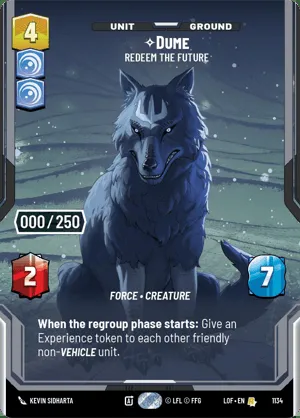 UNIT GROUND
4
✧DUME
REDEEM THE FUTURE
000/250
2
7
FORCE • CREATURE
When the regroup phase starts: Give an
Experience token to each other friendly
non-VEHICLE unit.
KEVIN SIDHARTA © LFL © FFG LOF • EN 1134